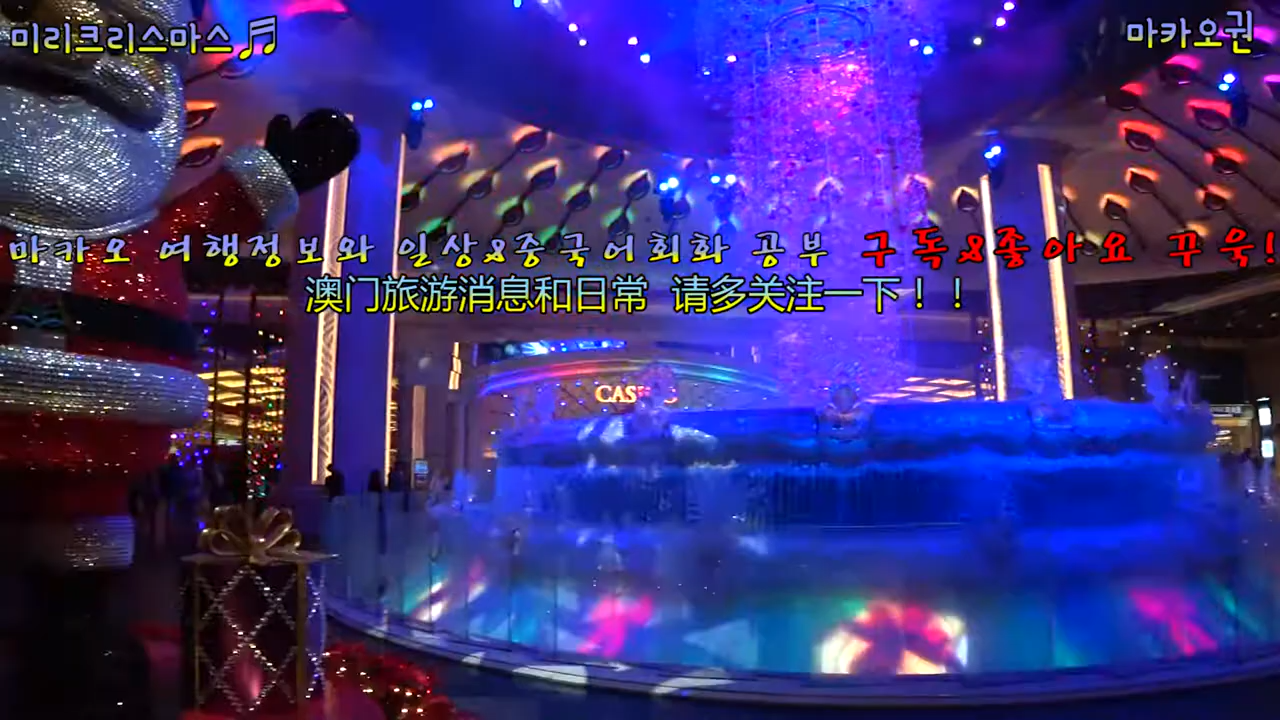 미리크리스마스♬
마카오권
마카오 여행정보와 일상&중국어회화 공부 구독&좋아요 꾸욱!
澳门旅游消息和日常 请多关注一下！！